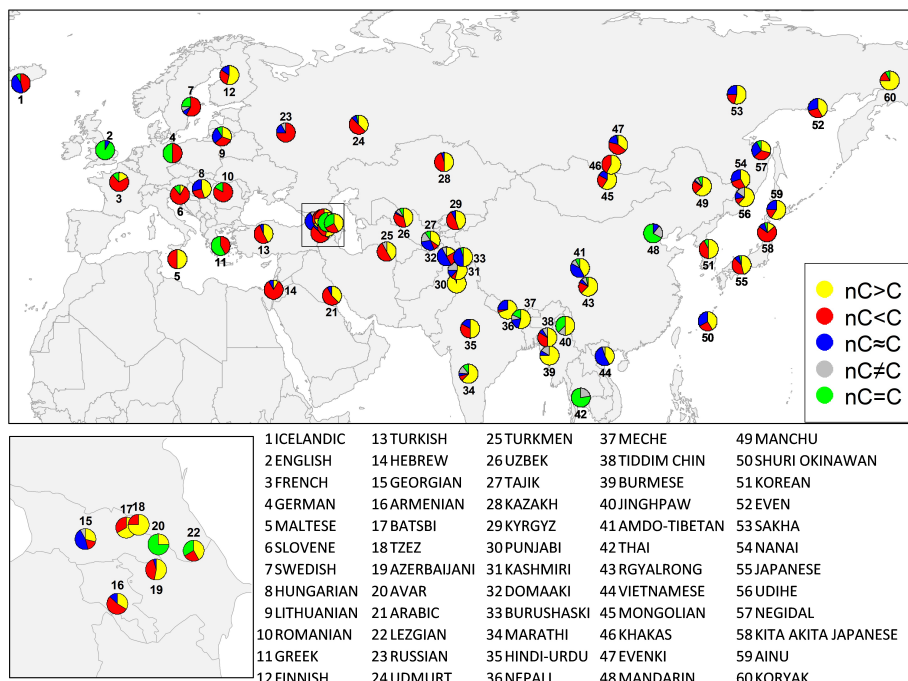 1
2
3
4
5
6
7
8
9
10
11
12
13
14
21
23
24
25
26
27
28
29
30
31
32
33
34
35
36
37
38
39
40
41
42
43
44
45
46
47
48
49
50
51
52
53
54
55
56
57
58
59
60
nC>C
nC<C
nC≈C
nC≠C
nC=C
15
16
17
18
19
20
22
1 ICELANDIC
2 ENGLISH
3 FRENCH
4 GERMAN
5 MALTESE
6 SLOVENE
7 SWEDISH
8 HUNGARIAN
9 LITHUANIAN
10 ROMANIAN
11 GREEK
12 FINNISH
13 TURKISH
14 HEBREW
15 GEORGIAN
16 ARMENIAN
17 BATSBI
18 TZEZ
19 AZERBAIJANI
20 AVAR
21 ARABIC
22 LEZGIAN
23 RUSSIAN
24 UDMURT
25 TURKMEN
26 UZBEK
27 TAJIK
28 KAZAKH
29 KYRGYZ
30 PUNJABI
31 KASHMIRI
32 DOMAAKI
33 BURUSHASKI
34 MARATHI
35 HINDI-URDU
36 NEPALI
37 MECHE
38 TIDDIM CHIN
39 BURMESE
40 JINGHPAW
41 AMDO-TIBETAN
42 THAI
43 RGYALRONG
44 VIETNAMESE
45 MONGOLIAN
46 KHAKAS
47 EVENKI
48 MANDARIN
49 MANCHU
50 SHURI OKINAWAN
51 KOREAN
52 EVEN
53 SAKHA
54 NANAI
55 JAPANESE
56 UDIHE
57 NEGIDAL
58 KITA AKITA JAPANESE
59 AINU
60 KORYAK